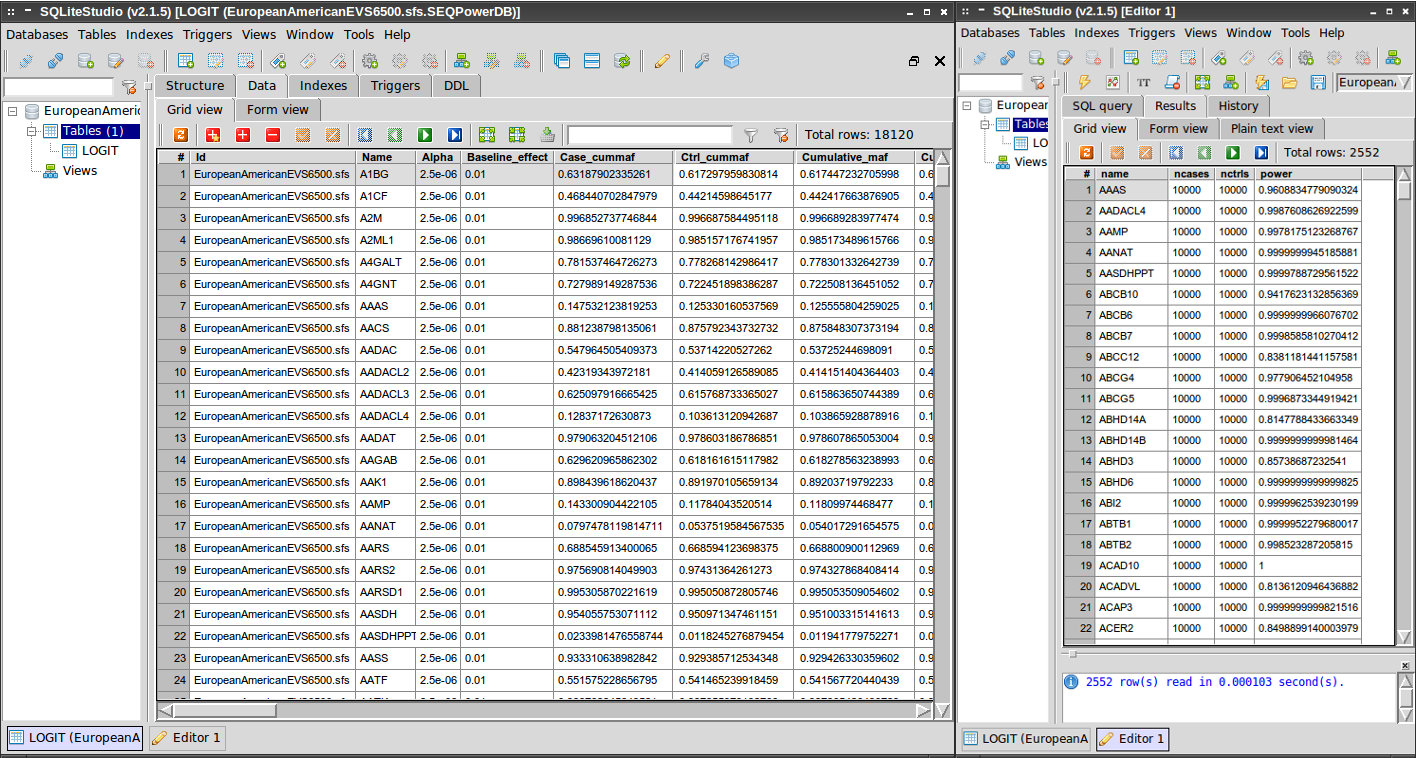 SQLiteStudio (v2.1.5) [LOGIT (EuropeanAmericanEVS6500.sfs.SEQPowerDB)]
Databases Tables Indexes Triggers Views Window Tools Help
Structure Data Indexes Triggers DDL
EuropeanAmeric
Tables (1)
LOGIT
Views
Grid view Form view
Total rows: 18120
# Id Name Alpha Baseline_effect Case_cummaf Ctrl_cummaf Cumulative_maf Cu
1 EuropeanAmericanEVS6500.sfs A1BG 2.5e-06 0.01 0.63187902335261 0.617297959830814 0.617447232705998 0.6
2 EuropeanAmericanEVS6500.sfs A1CF 2.5e-06 0.01 0.468440702847979 0.44214598645177 0.442417663876905 0.4
3 EuropeanAmericanEVS6500.sfs A2M 2.5e-06 0.01 0.996852737746844 0.996687584495118 0.996689283977474 0.9
4 EuropeanAmericanEVS6500.sfs A2ML1 2.5e-06 0.01 0.98669610081129 0.985157176741957 0.985173489615766 0.9
5 EuropeanAmericanEVS6500.sfs A4GALT 2.5e-06 0.01 0.781537464726273 0.778268142986417 0.778301332642739 0.7
6 EuropeanAmericanEVS6500.sfs A4GNT 2.5e-06 0.01 0.727989149287536 0.722451898386287 0.722508136451052 0.7
7 EuropeanAmericanEVS6500.sfs AAAS 2.5e-06 0.01 0.147532123819253 0.125330160537569 0.125555804259025 0.1
8 EuropeanAmericanEVS6500.sfs AACS 2.5e-06 0.01 0.881238798135061 0.875792343732732 0.875848307373194 0.8
9 EuropeanAmericanEVS6500.sfs AADAC 2.5e-06 0.01 0.547964505409373 0.53714220527262 0.53725244698091 0.5
10 EuropeanAmericanEVS6500.sfs AADACL2 2.5e-06 0.01 0.42319343972181 0.414059126589085 0.414151404364403 0.4
11 EuropeanAmericanEVS6500.sfs AADACL3 2.5e-06 0.01 0.625097916665425 0.615768733365027 0.615863650744389 0.6
12 EuropeanAmericanEVS6500.sfs AADACL4 2.5e-06 0.01 0.12837172630873 0.103613120942687 0.103865928878916 0.1
13 EuropeanAmericanEVS6500.sfs AADAT 2.5e-06 0.01 0.979063204512106 0.978603186786851 0.978607865053004 0.9
14 EuropeanAmericanEVS6500.sfs AAGAB 2.5e-06 0.01 0.629620965862302 0.618161615117982 0.618278563238993 0.6
15 EuropeanAmericanEVS6500.sfs AAK1 2.5e-06 0.01 0.898439618620437 0.891970105659134 0.89203719792233 0.8
16 EuropeanAmericanEVS6500.sfs AAMP 2.5e-06 0.01 0.143300904422105 0.11784043520514 0.11809974468477 0.1
17 EuropeanAmericanEVS6500.sfs AANAT 2.5e-06 0.01 0.0797478119814711 0.0537519584567535 0.054017291654575 0.0
18 EuropeanAmericanEVS6500.sfs AARS 2.5e-06 0.01 0.688545913400065 0.668594123698375 0.668800900112969 0.6
19 EuropeanAmericanEVS6500.sfs AARS2 2.5e-06 0.01 0.975690814049903 0.97431364261273 0.974327868408414 0.9
20 EuropeanAmericanEVS6500.sfs AARSD1 2.5e-06 0.01 0.995305870221619 0.995050872805746 0.995053509054602 0.9
21 EuropeanAmericanEVS6500.sfs AASDH 2.5e-06 0.01 0.954055753071112 0.950971347461151 0.951003315141613 0.9
22 EuropeanAmericanEVS6500.sfs AASDHPPT 2.5e-06 0.01 0.0233981476558744 0.0118245276879454 0.011941779752271 0.0
23 EuropeanAmericanEVS6500.sfs AASS 2.5e-06 0.01 0.933310638982842 0.929385712534348 0.929426330359602 0.9
24 EuropeanAmericanEVS6500.sfs AATF 2.5e-06 0.01 0.551575228656795 0.541465239918459 0.541567720440439 0.5
LOGIT (EuropeanA Editor 1
SQLiteStudio (v2.1.5) [Editor 1]
Databases Tables Indexes Triggers Views Window Tools Help
TT
EuropeanA
SQL query Results History
European
Tables
LO
Views
Grid view Form view Plain text view
Total rows: 2552
# name ncases nctrls power
1 AAAS 10000 10000 0.9608834779090324
2 AADACL4 10000 10000 0.9987608626922599
3 AAMP 10000 10000 0.9978175123268767
4 AANAT 10000 10000 0.9999999945185881
5 AASDHPPT 10000 10000 0.9999788729561522
6 ABCB10 10000 10000 0.9417623132856369
7 ABCB6 10000 10000 0.9999999966076702
8 ABCB7 10000 10000 0.9998585810270412
9 ABCC12 10000 10000 0.8381181441157581
10 ABCG4 10000 10000 0.977906452104958
11 ABCG5 10000 10000 0.9996873344919421
12 ABHD14A 10000 10000 0.8147788433663349
13 ABHD14B 10000 10000 0.9999999999981464
14 ABHD3 10000 10000 0.85738687232541
15 ABHD6 10000 10000 0.9999999999999825
16 ABI2 10000 10000 0.9999962539230199
17 ABTB1 10000 10000 0.9999952279680017
18 ABTB2 10000 10000 0.998523287205815
19 ACAD10 10000 10000 1
20 ACADVL 10000 10000 0.8136120946436882
21 ACAP3 10000 10000 0.9999999999821516
22 ACER2 10000 10000 0.8498899140003979
2552 row(s) read in 0.000103 second(s).
LOGIT (EuropeanA Editor 1